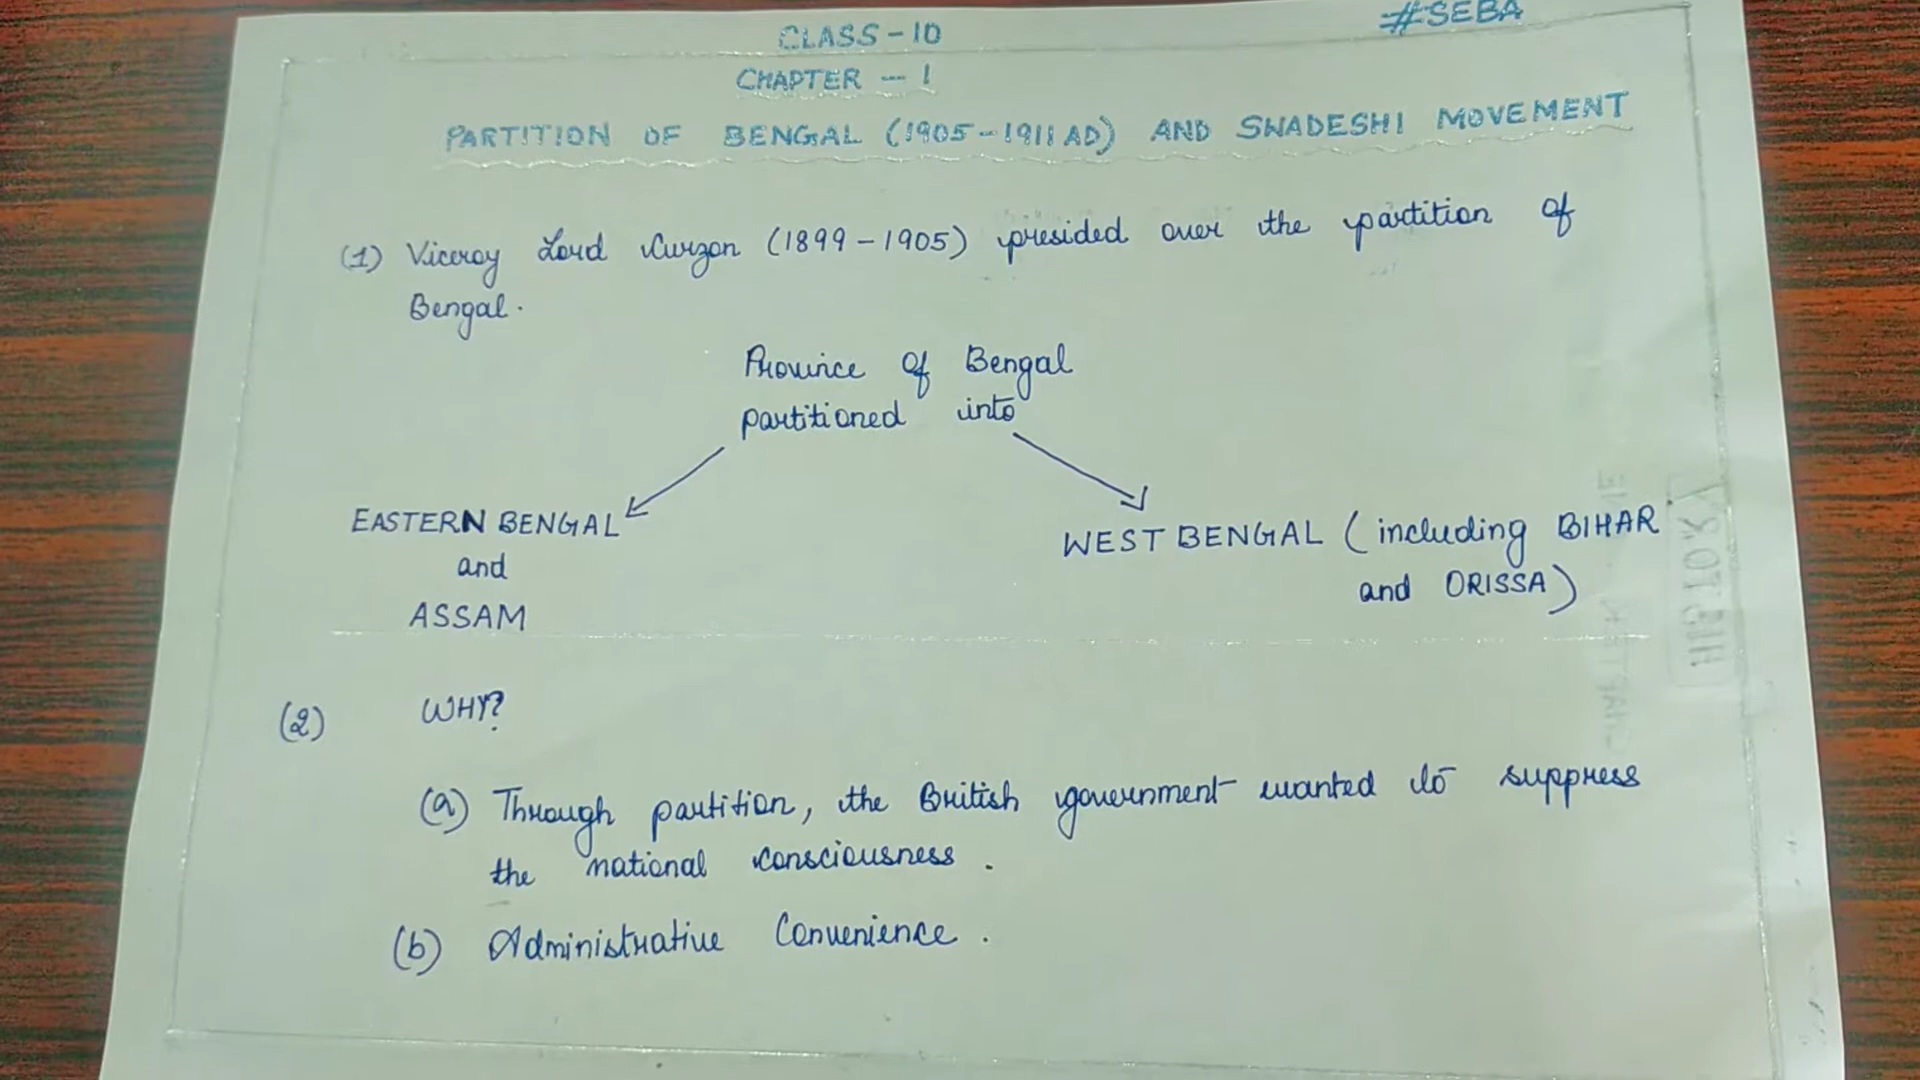 #SEBA
CLASS - 10
CHAPTER - 1
PARTITION OF BENGAL (1905-1911 AD) AND SWADESHI MOVEMENT
(1) Viceroy Lord Curzon (1899 - 1905) presided over the partition of
Bengal.
Province of Bengal
partitioned into
EASTERN BENGAL
and
ASSAM
WEST BENGAL (including BIHAR
and ORISSA)
(2) WHY?
(a) Through partition, the British government wanted to suppress
the national consciousness.
(b) Administrative Convenience.
HISTORY